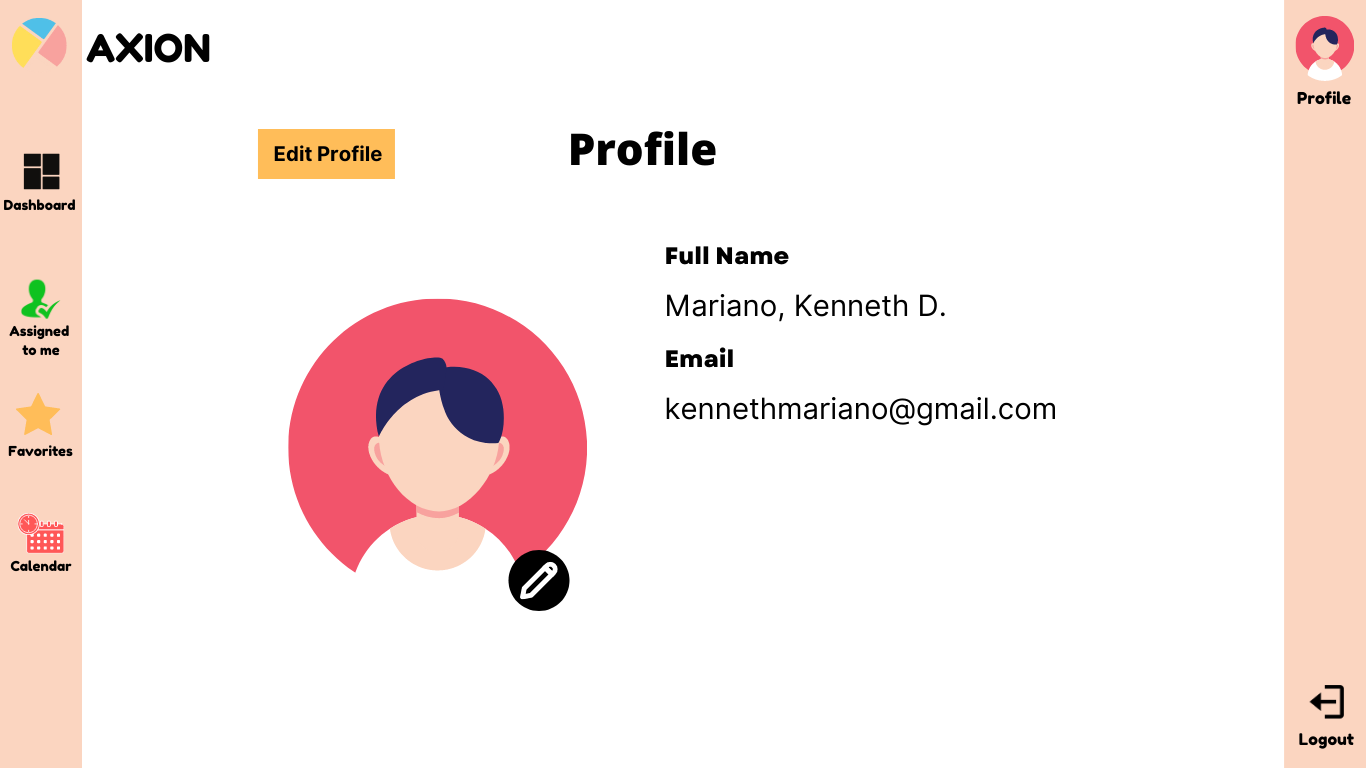 AXION
Profile
Edit Profile
Profile
Dashboard
Full Name
Mariano, Kenneth D.
Assigned
to me
Email
kennethmariano@gmail.com
Favorites
Calendar
Logout